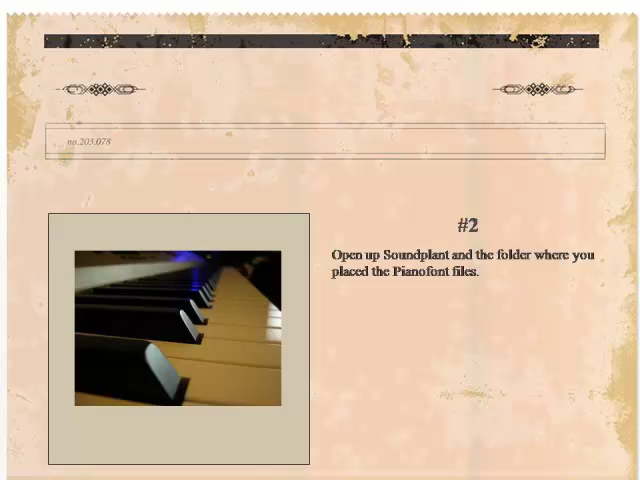 no.203.078
#2
Open up Soundplant and the folder where you
placed the Pianofont files.